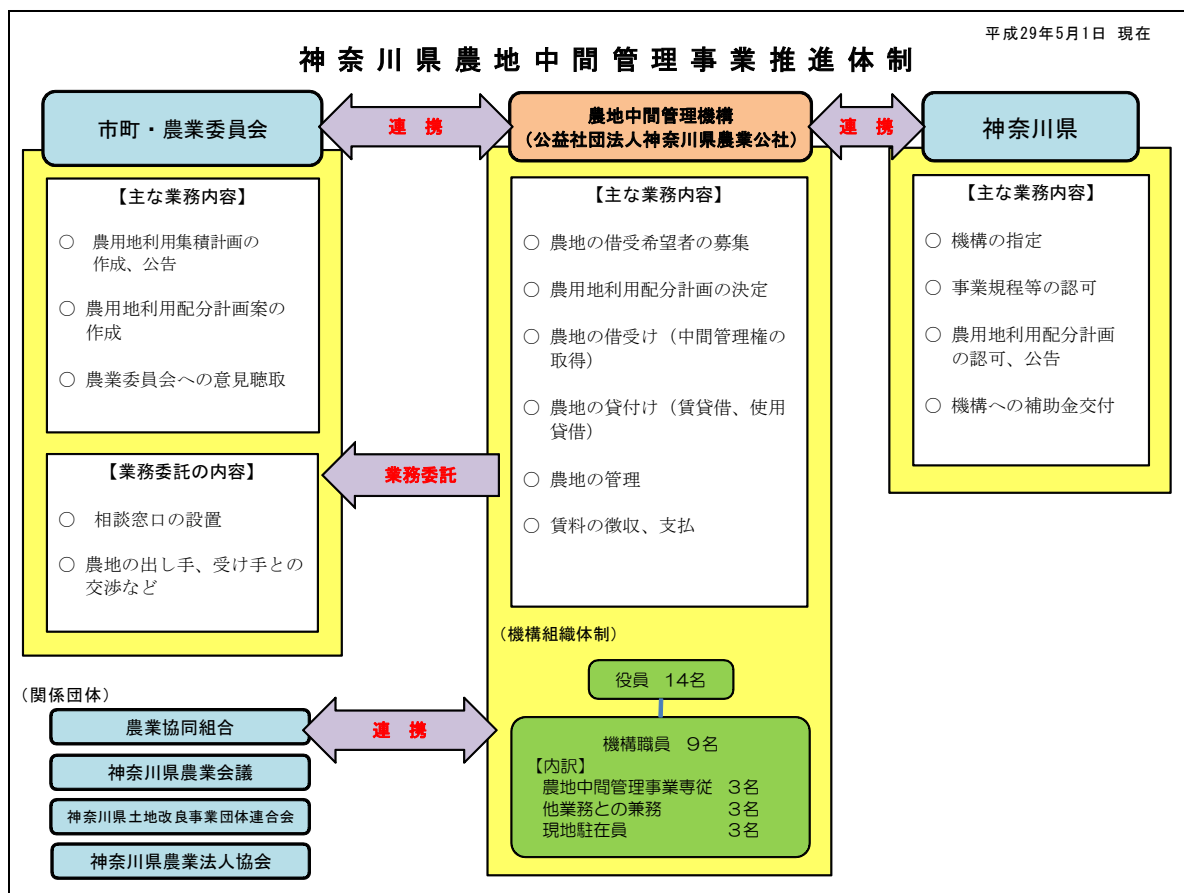 平成29年5月1日 現在
神奈川県農地中間管理事業推進体制
市町・農業委員会
連 携
農地中間管理機構
(公益社団法人神奈川県農業公社)
連 携
神奈川県
【主な業務内容】
○ 農用地利用集積計画の
作成、公告
○ 農用地利用配分計画案の
作成
○ 農業委員会への意見聴取
【業務委託の内容】
○ 相談窓口の設置
○ 農地の出し手、受け手との
交渉など
業務委託
【主な業務内容】
○ 農地の借受希望者の募集
○ 農用地利用配分計画の決定
○ 農地の借受け（中間管理権の
取得）
○ 農地の貸付け（賃貸借、使用
貸借）
○ 農地の管理
○ 賃料の徴収、支払
【主な業務内容】
○ 機構の指定
○ 事業規程等の認可
○ 農用地利用配分計画
の認可、公告
○ 機構への補助金交付
(機構組織体制)
役員 14名
機構職員 9名
【内訳】
農地中間管理事業専従 3名
他業務との兼務 3名
現地駐在員 3名
(関係団体)
農業協同組合
連 携
神奈川県農業会議
神奈川県土地改良事業団体連合会
神奈川県農業法人協会